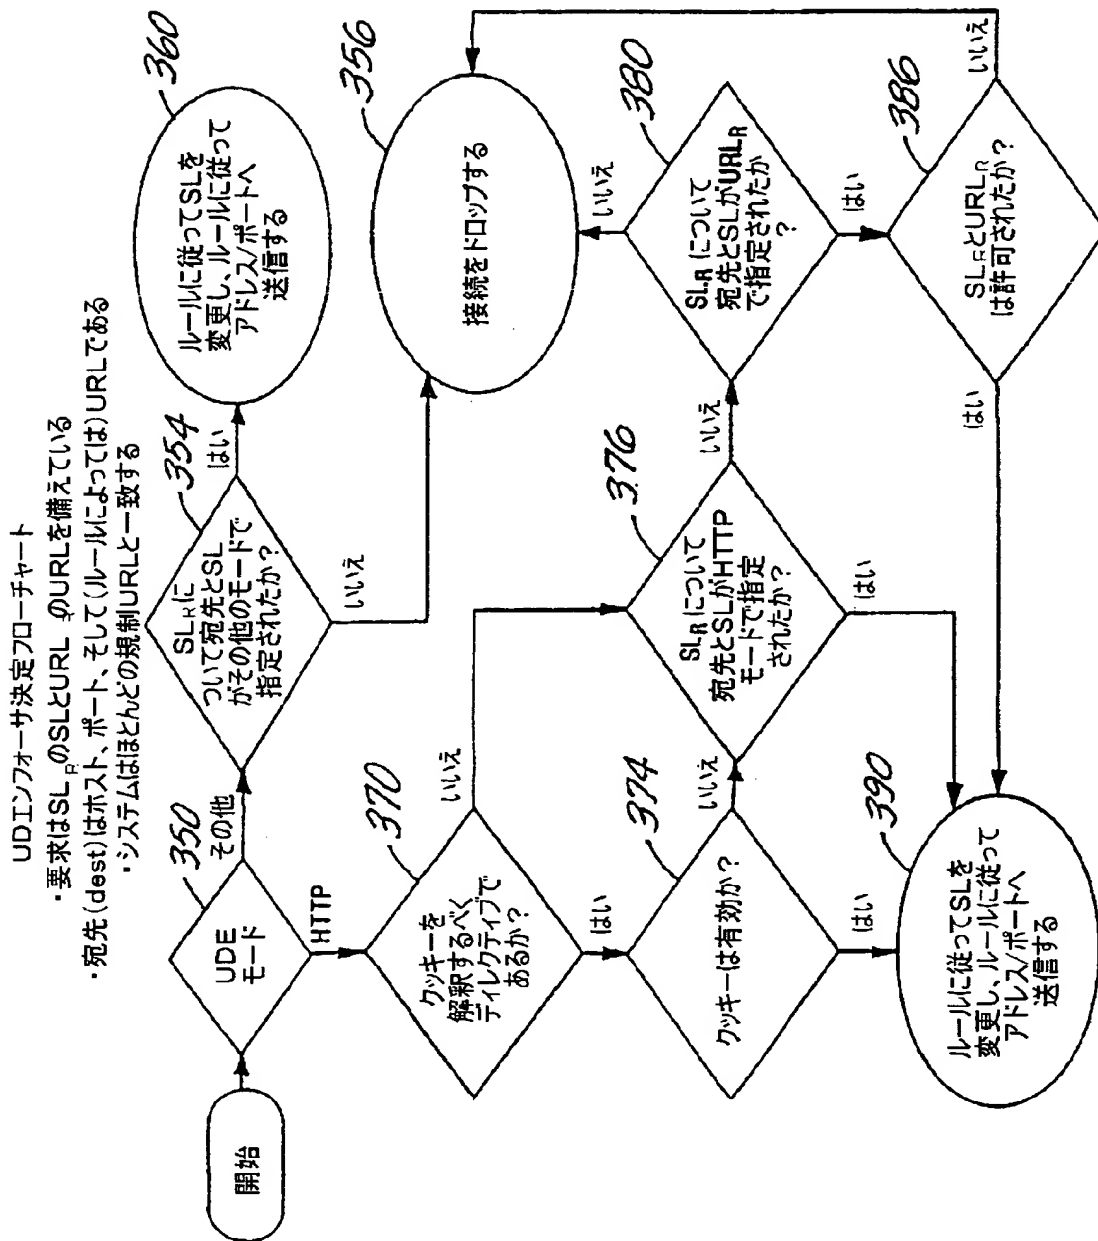 UDエンフォーサ決定フローチャート
・要求はSLRのSLとURLのURLを備えている
・宛先(dest)はホスト、ポート、そして(ルールによっては)URLである
・システムはほとんどの規制URLと一致する
開始
350
UDE
モード
その他
HTTP
354
SLRに
ついて宛先とSL
がその他のモードで
指定されたか?
はい
いいえ
360
ルールに従ってSLを
変更し、ルールに従って
アドレス/ポートへ
送信する
356
接続をドロップする
370
クッキーを
解釈するべく
ディレクティブで
あるか?
いいえ
はい
374
クッキーは有効か?
いいえ
はい
376
SLRについて
宛先とSLがHTTP
モードで指定
されたか?
いいえ
はい
380
SLRについて
宛先とSLがURLR
で指定されたか
?
いいえ
はい
386
SLRとURLR
は許可されたか?
いいえ
はい
390
ルールに従ってSLを
変更し、ルールに従って
アドレス/ポートへ
送信する